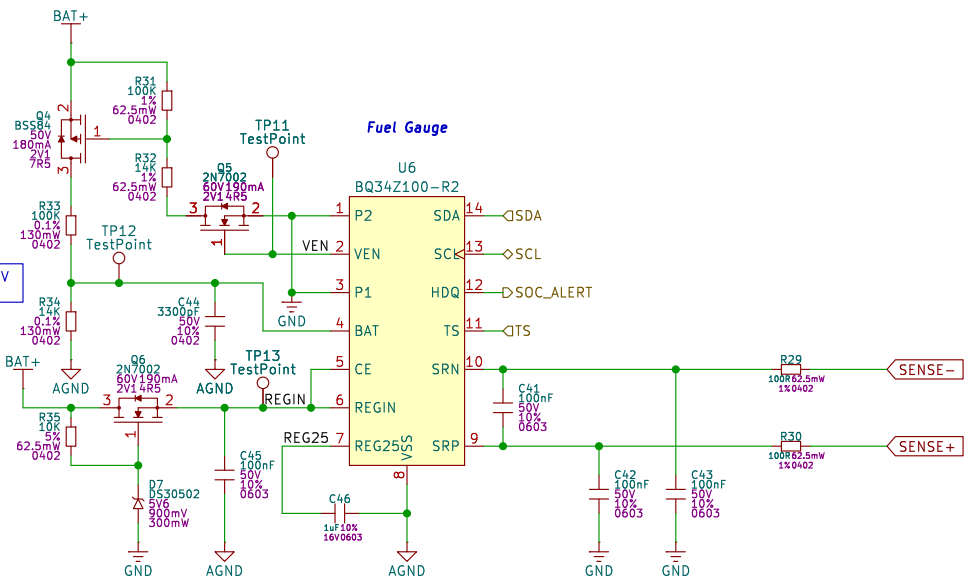 BAT+
R31
100K
1%
62.5mW
0402
Q4
BSS84
50V
180mA
2V1
7R5
2
1
3
TP11
TestPoint
Fuel Gauge
R32
14K
1%
62.5mW
0402
Q5
2N7002
60V190mA
2V14R5
3
2
1
U6
BQ34Z100-R2
R33
100K
0.1%
130mW
0402
TP12
TestPoint
VEN
1
P2
2
VEN
3
P1
4
BAT
5
CE
6
REGIN
7
REG25
VSS
8
SDA
14
SDA
SCL
13
SCL
HDQ
12
SOC_ALERT
TS
11
TS
SRN
10
SRP
9
V
GND
R34
14K
0.1%
130mW
0402
C44
3300pF
50V
10%
0402
AGND
AGND
BAT+
Q6
2N7002
60V190mA
2V14R5
3
2
1
TP13
TestPoint
REGIN
R35
10K
5%
62.5mW
0402
REG25
C41
100nF
50V
10%
0603
R29
100R62.5mW
1%0402
SENSE-
R30
100R62.5mW
1%0402
SENSE+
C45
100nF
50V
10%
0603
C42
100nF
50V
10%
0603
C43
100nF
50V
10%
0603
D7
DS30502
5V6
900mV
300mW
C46
1uF10%
16V0603
GND
AGND
AGND
GND
GND